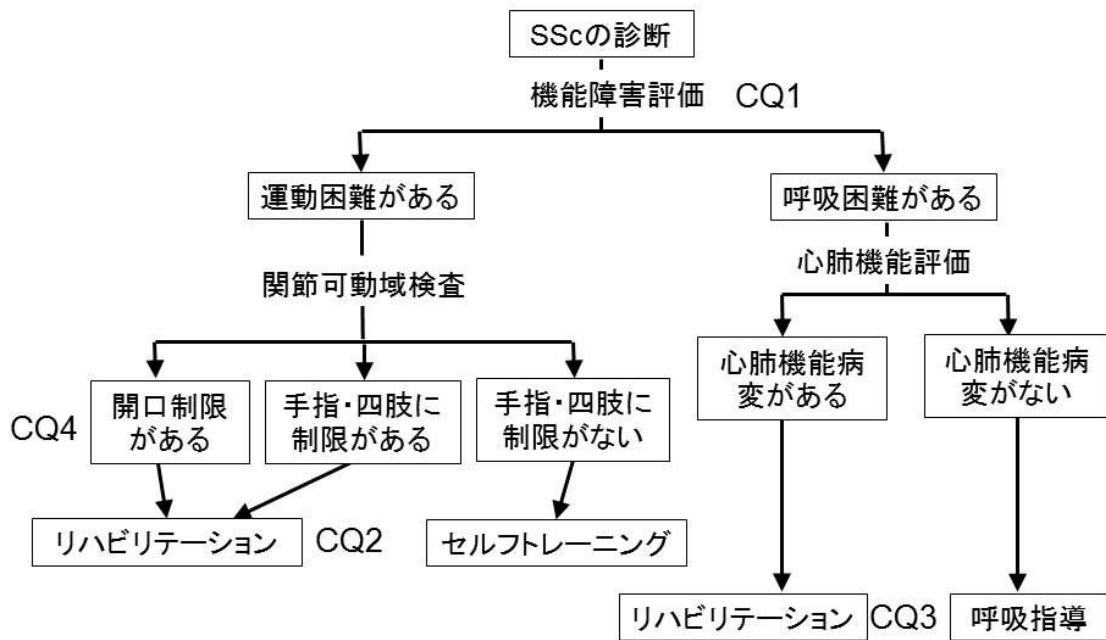 SScの診断
機能障害評価 CQ1
運動困難がある
呼吸困難がある
関節可動域検査
心肺機能評価
開口制限
がある
手指・四肢に
制限がある
手指・四肢に
制限がない
心肺機能病
変がある
心肺機能病
変がない
CQ4
リハビリテーション CQ2
セルフトレーニング
リハビリテーション CQ3
呼吸指導